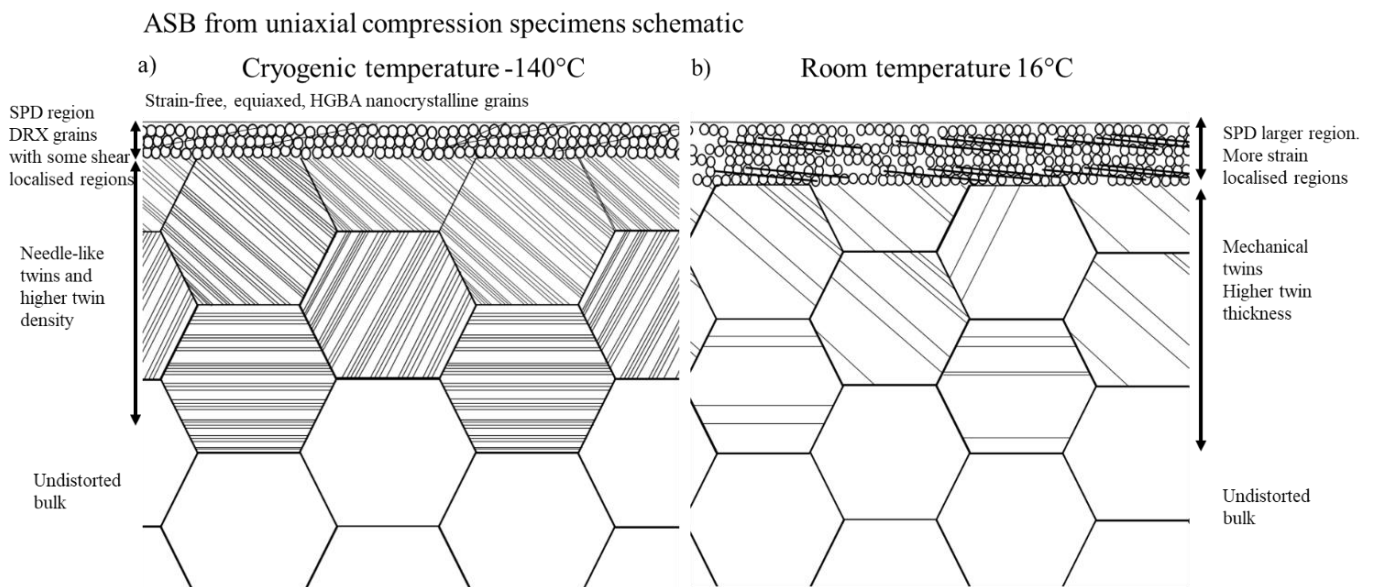 ASB from uniaxial compression specimens schematic
a)
Cryogenic temperature -140°C
Strain-free, equiaxed, HGBA nanocrystalline grains
SPD region
DRX grains
with some shear
localised regions
Needle-like
twins and
higher twin
density
Undistorted
bulk
b)
Room temperature 16°C
SPD larger region.
More strain
localised regions
Mechanical
twins
Higher twin
thickness
Undistorted
bulk